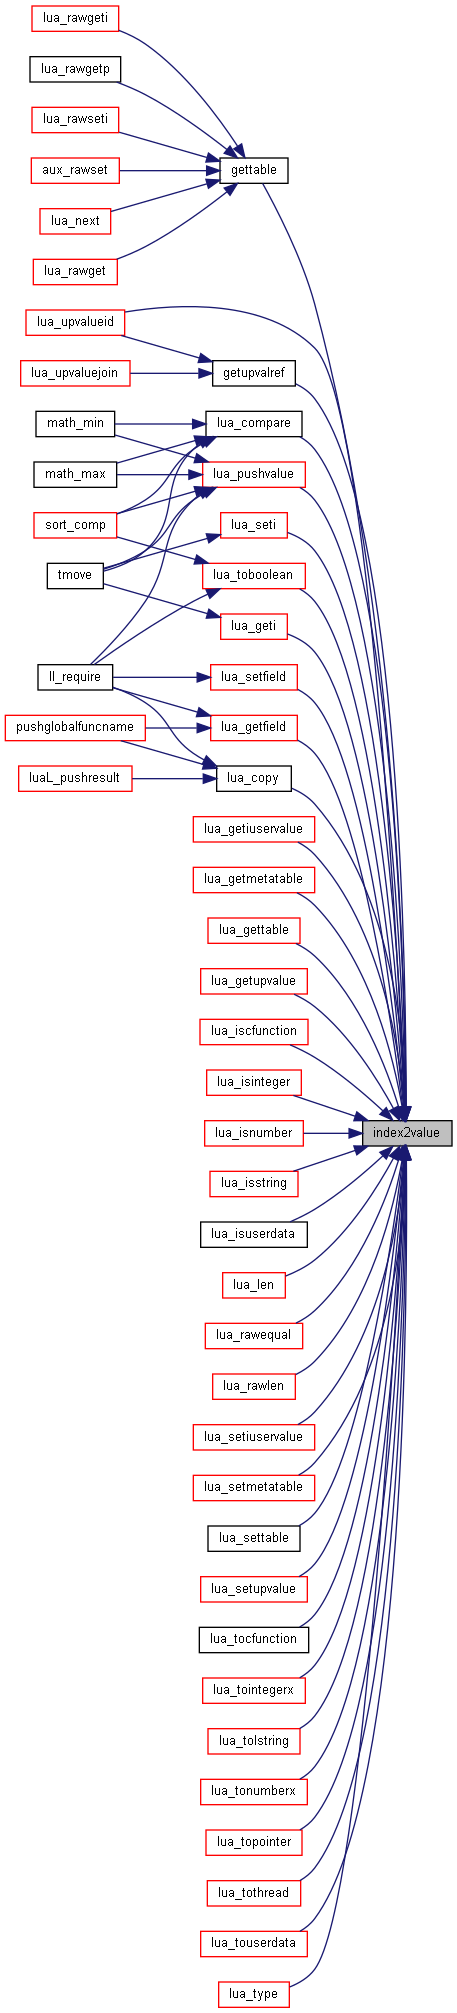 lua_rawgeti
lua_rawgetp
lua_rawseti
aux_rawset
gettable
lua_next
lua_rawget
lua_upvalueid
lua_upvaluejoin
getupvalref
math_min
lua_compare
math_max
lua_pushvalue
sort_comp
lua_seti
tmove
lua_toboolean
lua_geti
ll_require
lua_setfield
pushglobalfuncname
lua_getfield
luaL_pushresult
lua_copy
lua_getiuservalue
lua_getmetatable
lua_gettable
lua_getupvalue
lua_iscfunction
lua_isinteger
lua_isnumber
index2value
lua_isstring
lua_isuserdata
lua_len
lua_rawequal
lua_rawlen
lua_setiuservalue
lua_setmetatable
lua_settable
lua_setupvalue
lua_tocfunction
lua_tointegerx
lua_tolstring
lua_tonumberx
lua_topointer
lua_tothread
lua_touserdata
lua_type